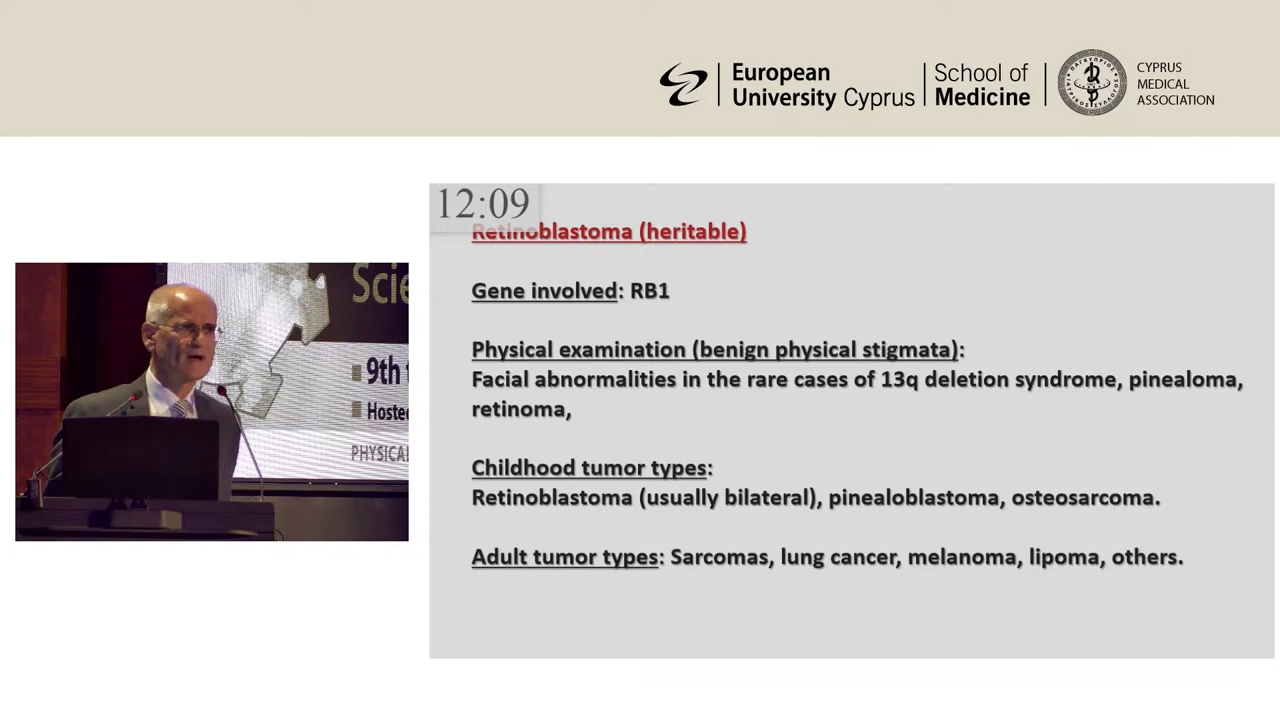 European
University Cyprus
School of
Medicine
CYPRUS
MEDICAL
ASSOCIATION
12:09
Retinoblastoma (heritable)
Gene involved: RB1
Physical examination (benign physical stigmata):
Facial abnormalities in the rare cases of 13q deletion syndrome, pinealoma,
retinoma,
Childhood tumor types:
Retinoblastoma (usually bilateral), pinealoblastoma, osteosarcoma.
Adult tumor types: Sarcomas, lung cancer, melanoma, lipoma, others.
Scie
9th
Hosted
PHYSICAL